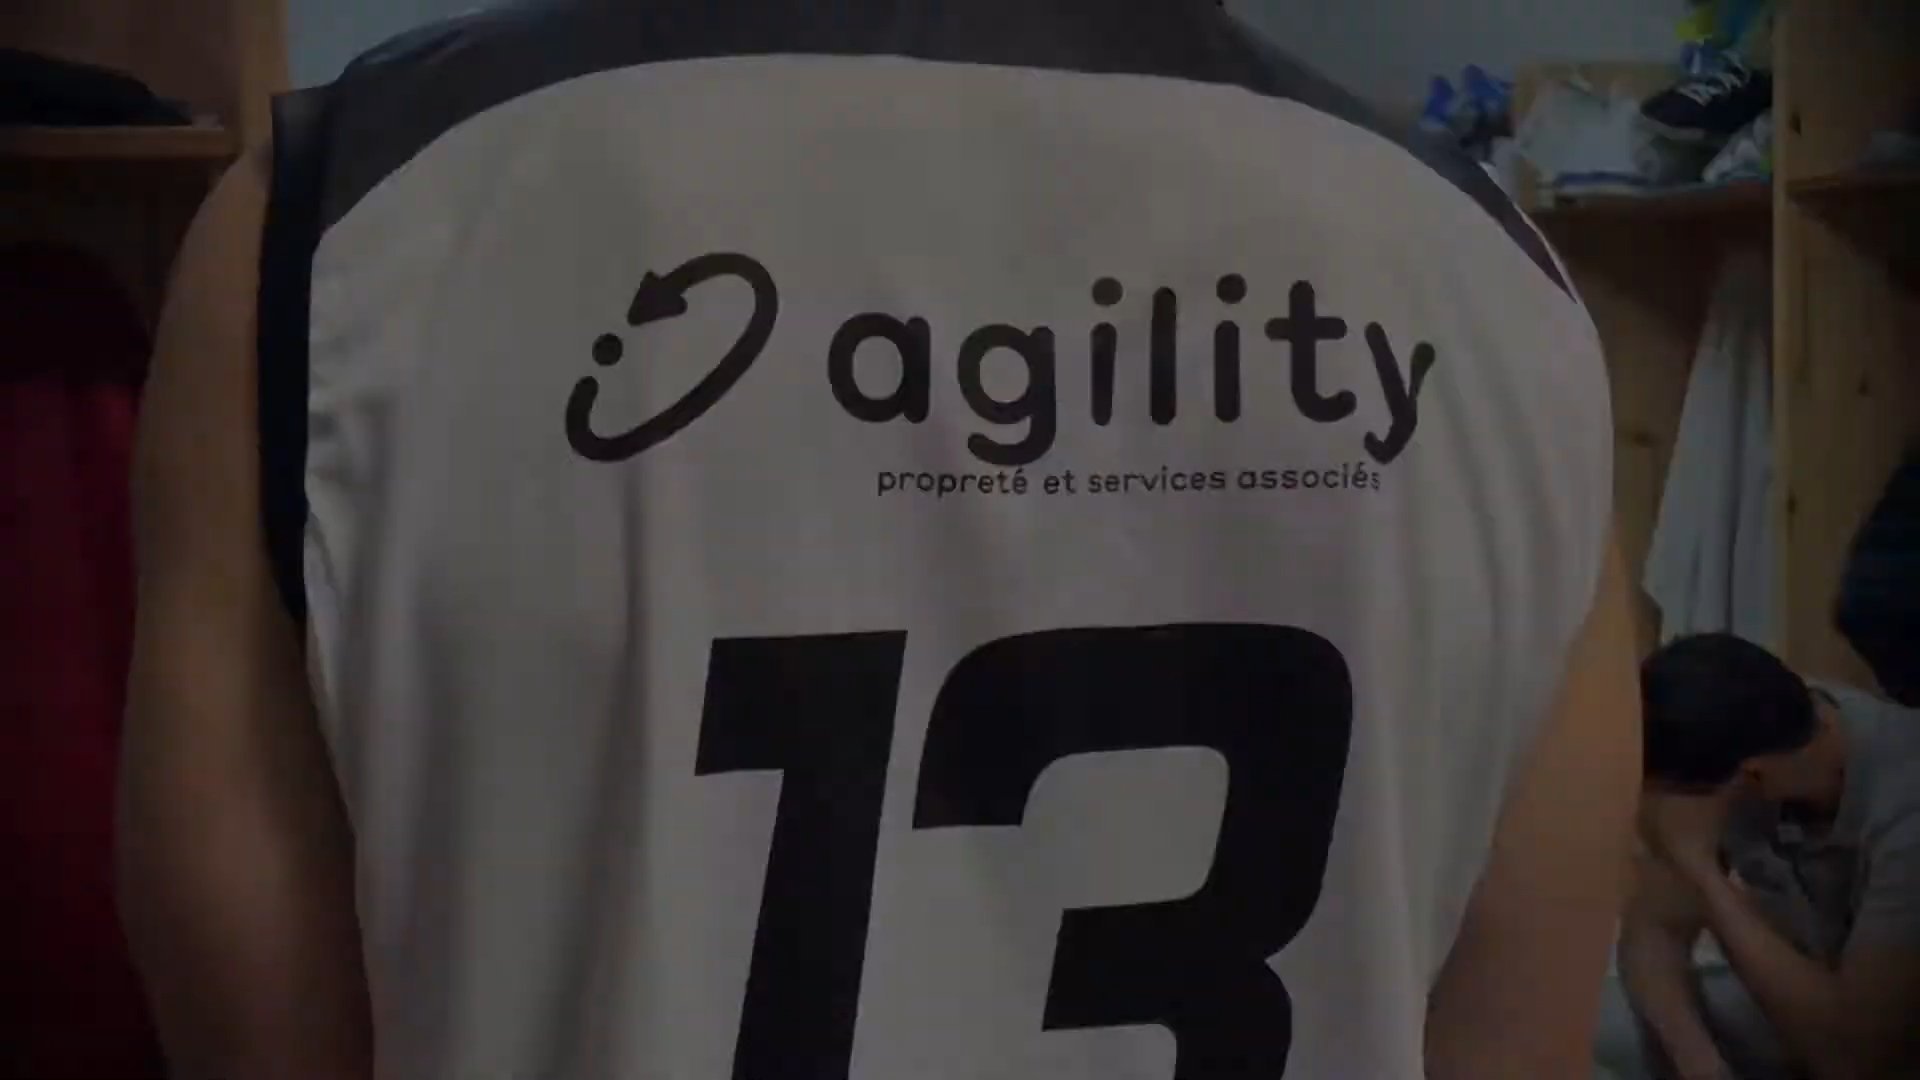 agility
propreté et services associés
13